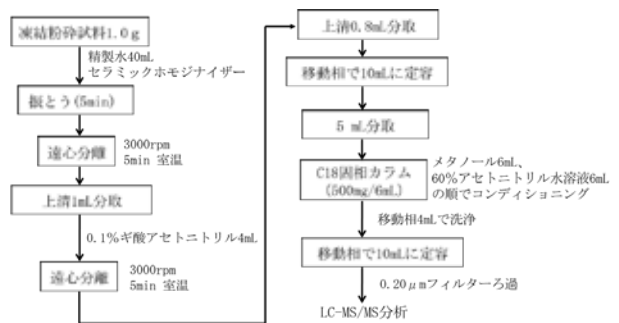 凍結粉砕試料1.0g
精製水40mL
セラミックホモジナイザー
振とう(5min)
遠心分離
3000rpm
5min 室温
上清1mL分取
0.1%ギ酸アセトニトリル4mL
遠心分離
3000rpm
5min 室温
上清0.8mL分取
移動相で10mLに定容
5 mL分取
C18固相カラム
(500mg/6mL)
メタノール6mL、
60%アセトニトリル水溶液6mL
の順でコンディショニング
移動相4mLで洗浄
移動相で10mLに定容
0.20μmフィルターろ過
LC-MS/MS分析